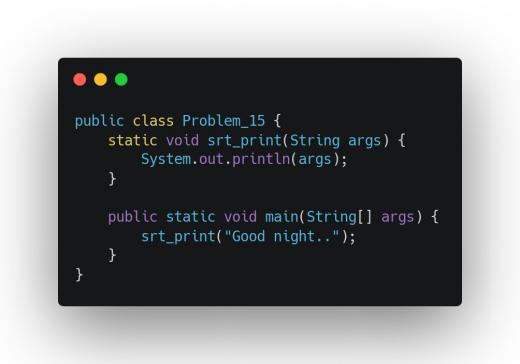 public class Problem_15 {
    static void srt_print(String args) {
        System.out.println(args);
    }

    public static void main(String[] args) {
        srt_print("Good night..");
    }
}